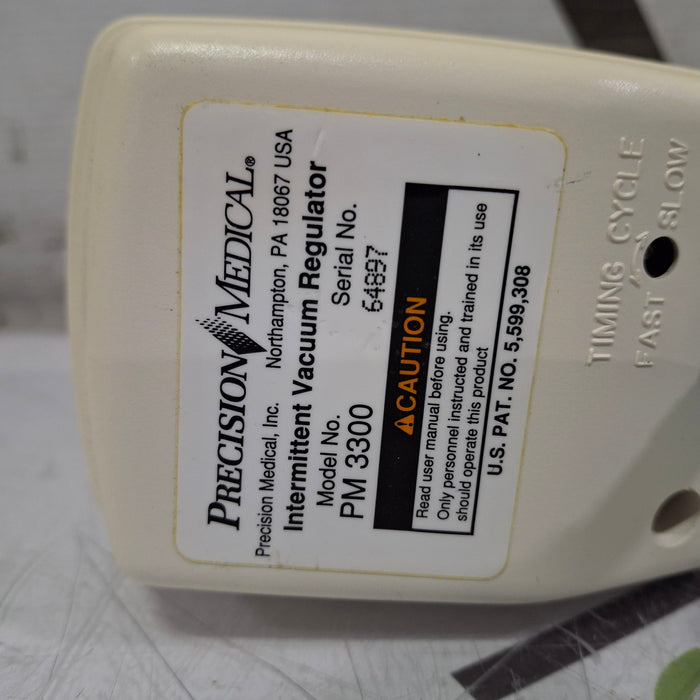 PRECISION MEDICAL®
Precision Medical, Inc. Northampton, PA 18067 USA
Intermittent Vacuum Regulator
Model No. Serial No.
PM 3300 64897
⚠CAUTION
Read user manual before using.
Only personnel instructed and trained in its use
should operate this product
U.S. PAT. NO. 5,599,308
TIMING CYCLE
FAST SLOW